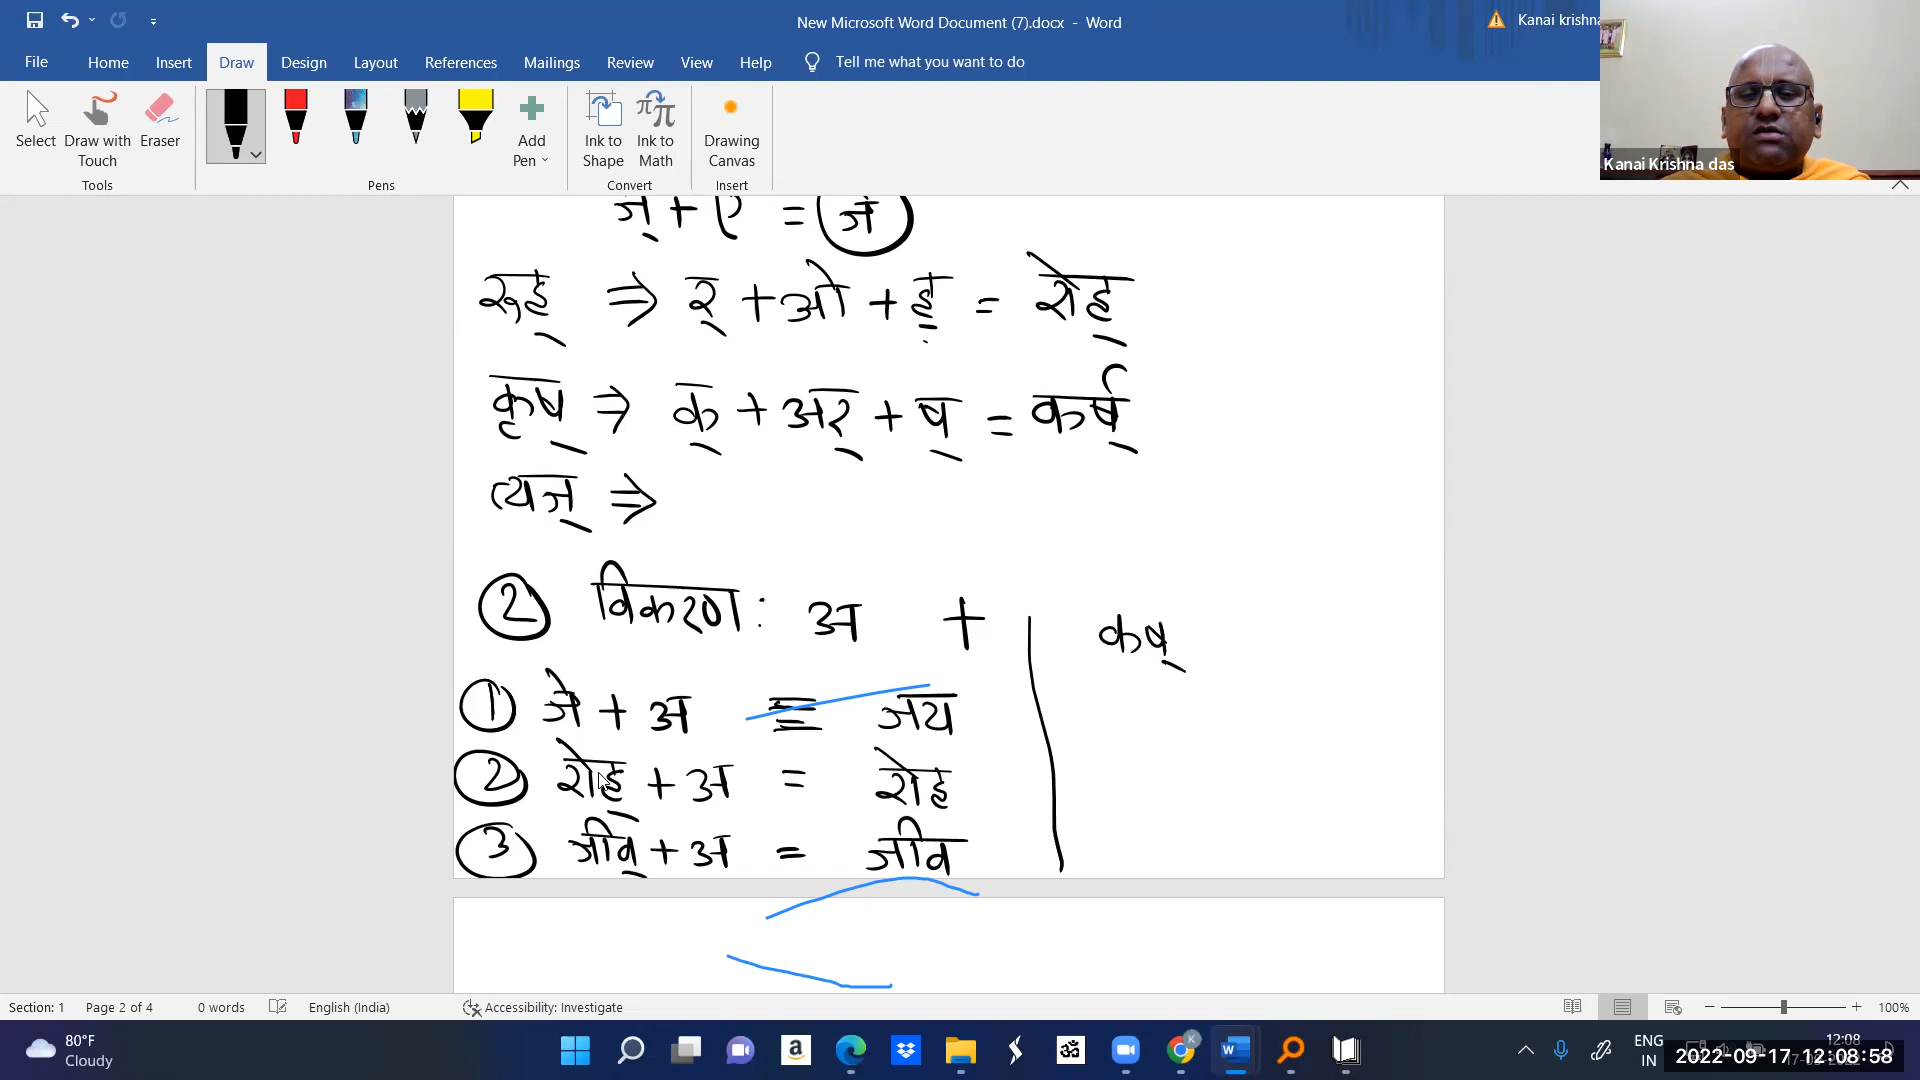 New Microsoft Word Document (7).docx - Word
Kanai krishna
File Home Insert Draw Design Layout References Mailings Review View Help Tell me what you want to do
Select
Draw with Touch
Eraser
Add Pen
Ink to Shape
Ink to Math
Drawing Canvas
Tools
Pens
Convert
Insert
Kanai Krishna das
ज् + ए = जे
रुह् ⇒ र् + ओ + ह् = रोह्
कृष् ⇒ क् + अर् + ष् = कर्ष्
त्यज् ⇒
2 विकरण: अ +
कष्
1 जे + अ = जय
2 रोह् + अ = रोह
3 जीव् + अ = जीव
Section: 1 Page 2 of 4 0 words English (India) Accessibility: Investigate 100%
80°F
Cloudy
a
ॐ
K
W
ENG
IN
12:08
2022-09-17 12:08:58